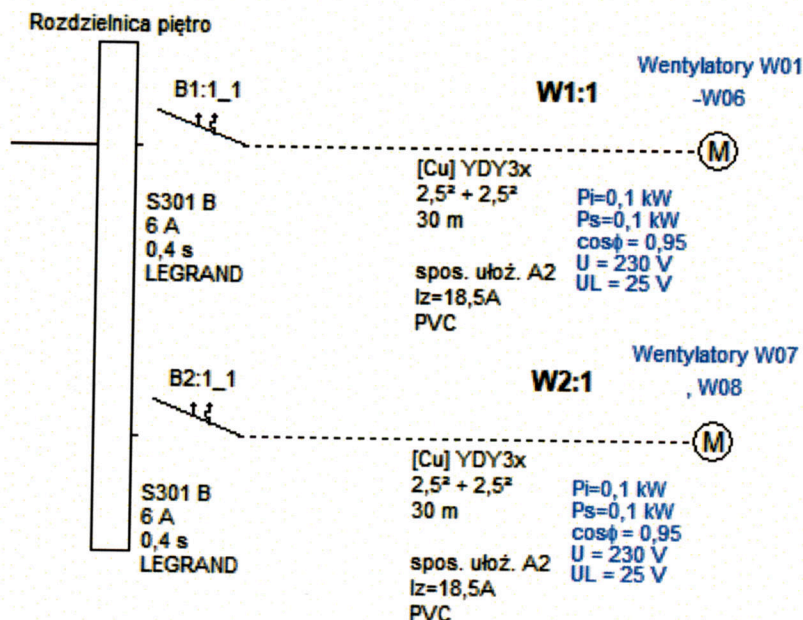 Rozdzielnica piętro
B1:1_1
W1:1
Wentylatory W01
-W06
M
S301 B
6 A
0,4 s
LEGRAND
[Cu] YDY3x
2,5² + 2,5²
30 m
spos. ułoż. A2
Iz=18,5A
PVC
Pi=0,1 kW
Ps=0,1 kW
cosϕ = 0,95
U = 230 V
UL = 25 V
B2:1_1
W2:1
Wentylatory W07
, W08
M
S301 B
6 A
0,4 s
LEGRAND
[Cu] YDY3x
2,5² + 2,5²
30 m
spos. ułoż. A2
Iz=18,5A
PVC
Pi=0,1 kW
Ps=0,1 kW
cosϕ = 0,95
U = 230 V
UL = 25 V